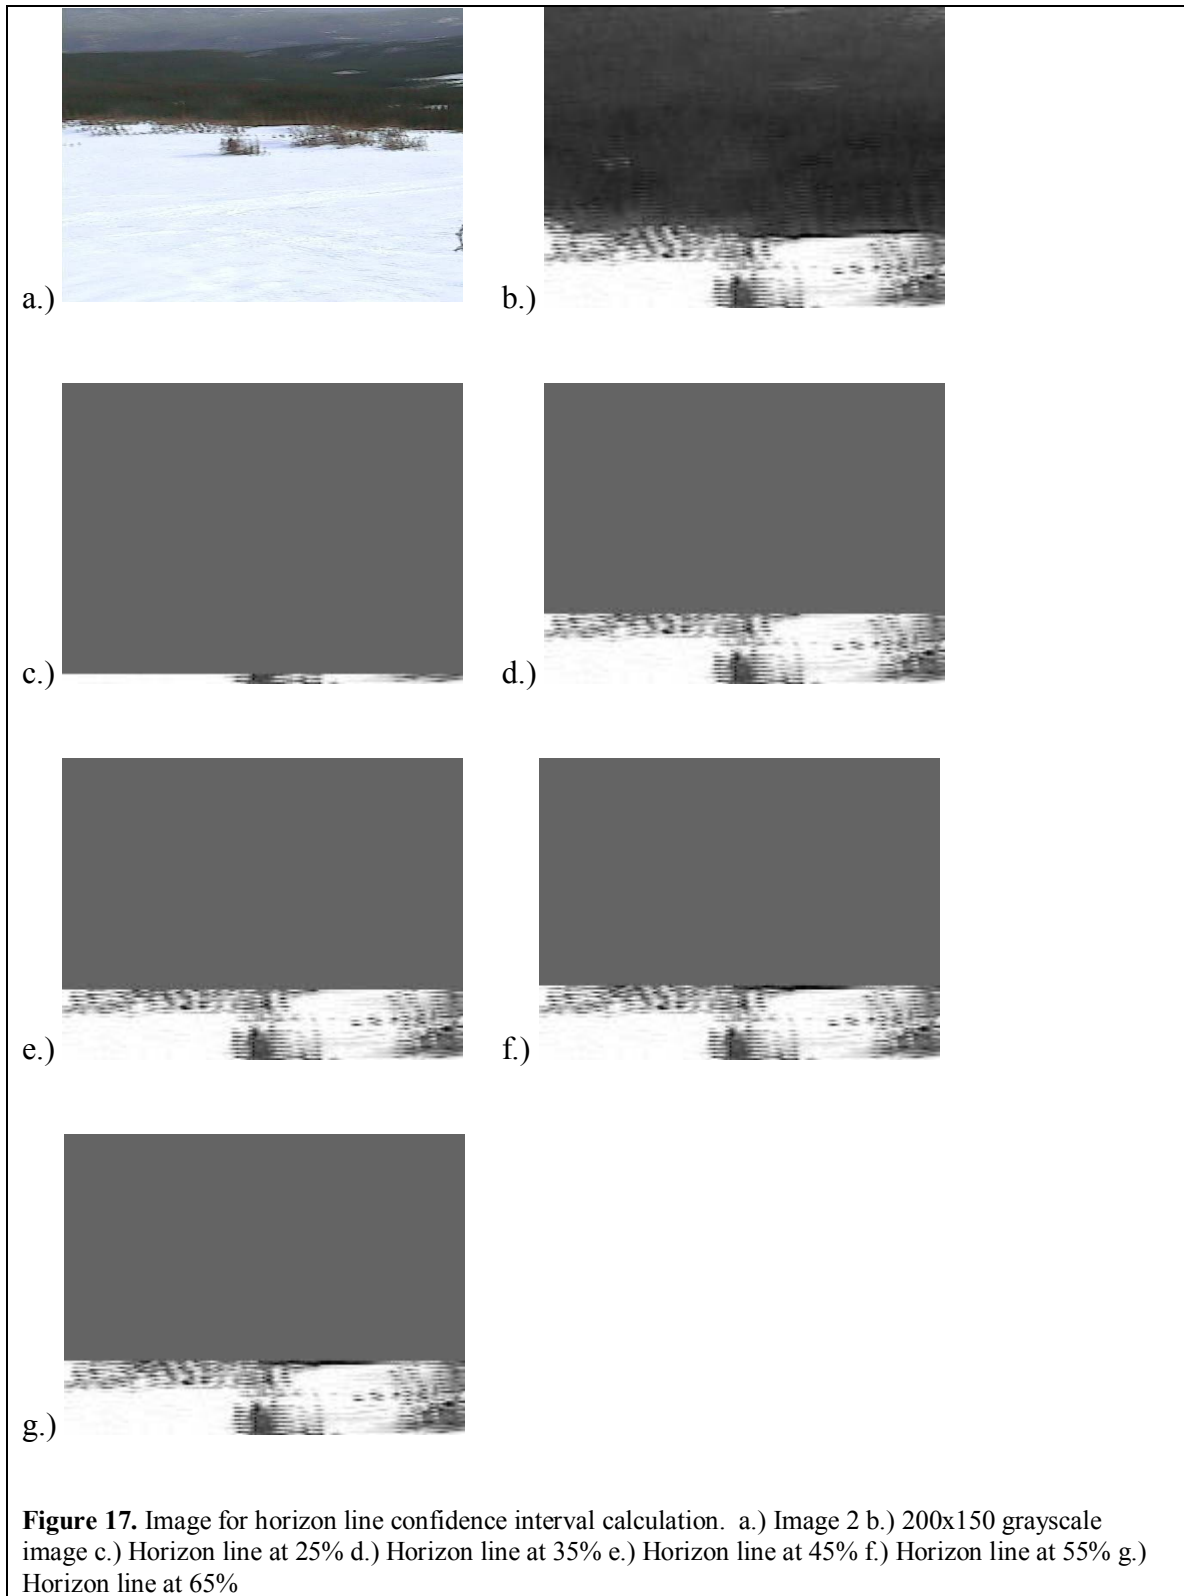 a.)
b.)
c.)
d.)
e.)
f.)
g.)
Figure 17. Image for horizon line confidence interval calculation.  a.) Image 2 b.) 200x150 grayscale
image c.) Horizon line at 25% d.) Horizon line at 35% e.) Horizon line at 45% f.) Horizon line at 55% g.)
Horizon line at 65%